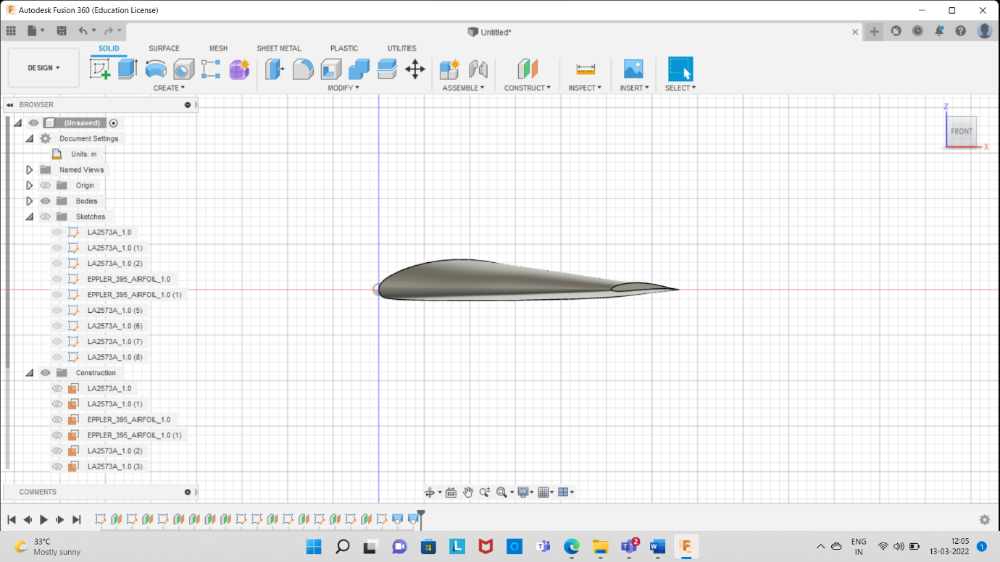 Autodesk Fusion 360 (Education License)
Untitled*
SOLID SURFACE MESH SHEET METAL PLASTIC UTILITIES
DESIGN
CREATE MODIFY ASSEMBLE CONSTRUCT INSPECT INSERT SELECT
BROWSER
(Unsaved)
Document Settings
Units: m
Named Views
Origin
Bodies
Sketches
LA2573A_1.0
LA2573A_1.0 (1)
LA2573A_1.0 (2)
EPPLER_395_AIRFOIL_1.0
EPPLER_395_AIRFOIL_1.0 (1)
LA2573A_1.0 (5)
LA2573A_1.0 (6)
LA2573A_1.0 (7)
LA2573A_1.0 (8)
Construction
LA2573A_1.0
LA2573A_1.0 (1)
EPPLER_395_AIRFOIL_1.0
EPPLER_395_AIRFOIL_1.0 (1)
LA2573A_1.0 (2)
LA2573A_1.0 (3)
Z
FRONT
X
COMMENTS
33°C
Mostly sunny
2
ENG
IN
12:05
13-03-2022
1